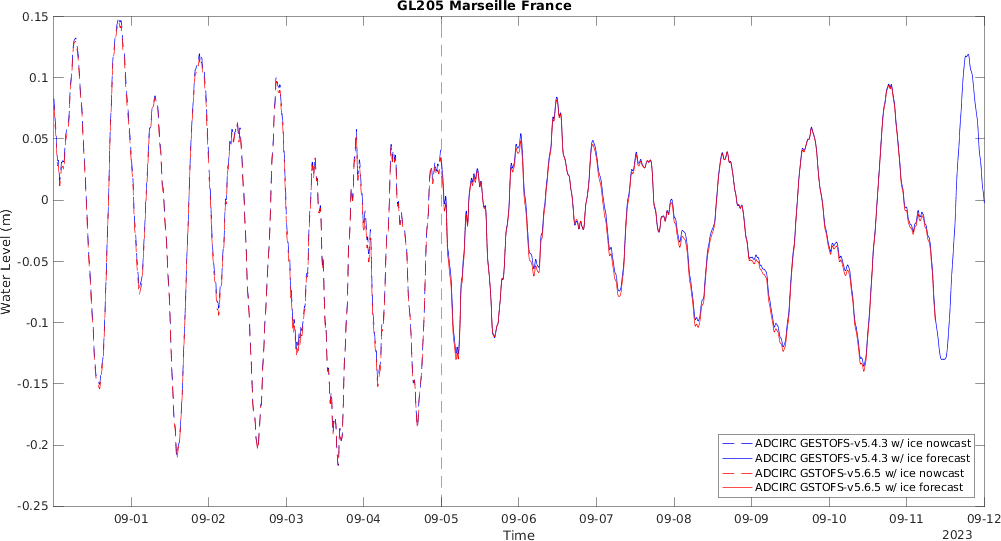 GL205 Marseille France
0.15
0.1
0.05
0
-0.05
-0.1
-0.15
-0.2
-0.25
Water Level (m)
09-01 09-02 09-03 09-04 09-05 09-06 09-07 09-08 09-09 09-10 09-11 09-12
Time
2023
ADCIRC GESTOFS-v5.4.3 w/ ice nowcast
ADCIRC GESTOFS-v5.4.3 w/ ice forecast
ADCIRC GSTOFS-v5.6.5 w/ ice nowcast
ADCIRC GSTOFS-v5.6.5 w/ ice forecast